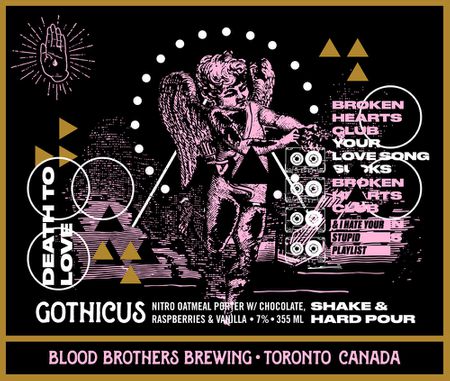 BROKEN
HEARTS
CLUB
YOUR
LOVE SONG
BROKEN
CLUB
& I HATE YOUR
STUPID
PLAYLIST
DEATH TO
LOVE
GOTHICUS
NITRO OATMEAL PORTER W/ CHOCOLATE,
RASPBERRIES & VANILLA • 7% • 355 ML
SHAKE &
HARD POUR
BLOOD BROTHERS BREWING • TORONTO CANADA